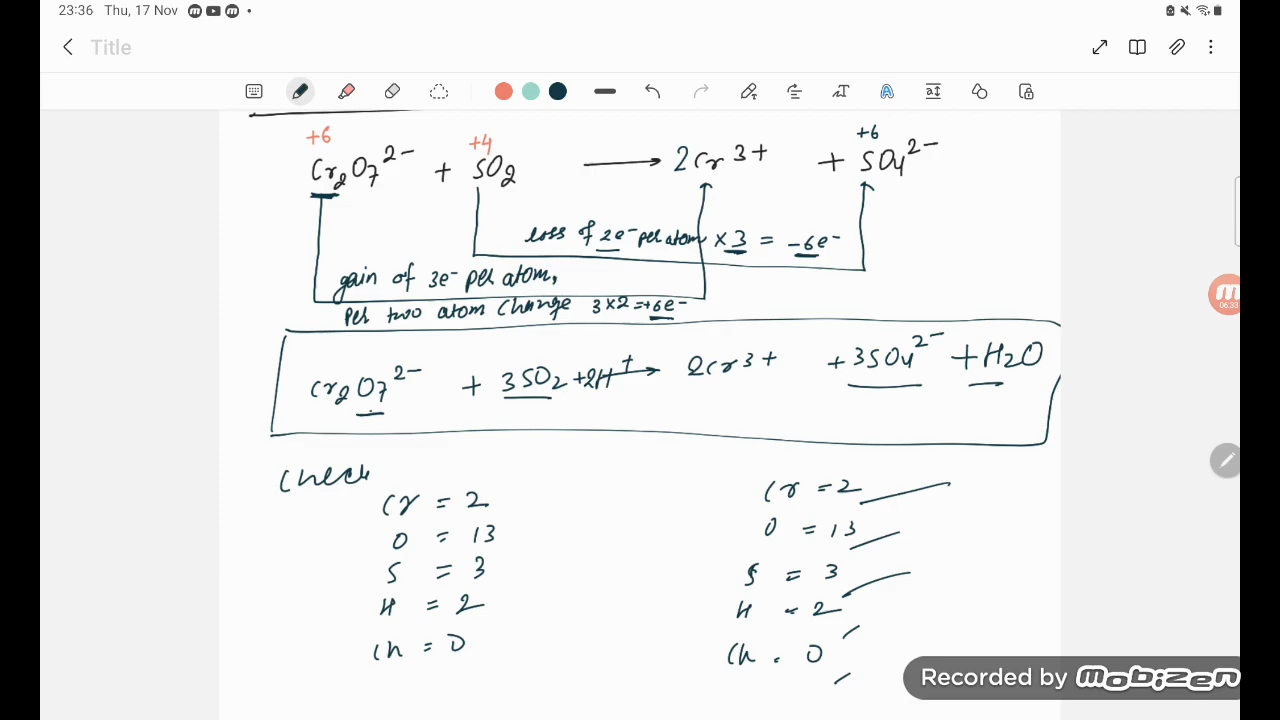 23:36 Thu, 17 Nov
Title
+6 +4 +6
Cr2O7 2- + SO2 → 2Cr 3+ + SO4 2-
loss of 2e- per atom × 3 = -6e-
gain of 3e- per atom,
per two atom change 3×2=+6e-
Cr2O7 2- + 3SO2 +2H+ → 2Cr3+ +3SO4 2- +H2O
Check
Cr = 2 Cr = 2
O = 13 O = 13
S = 3 S = 3
H = 2 H = 2
Ch = 0 Ch = 0
06:33
Recorded by MOBIZEN